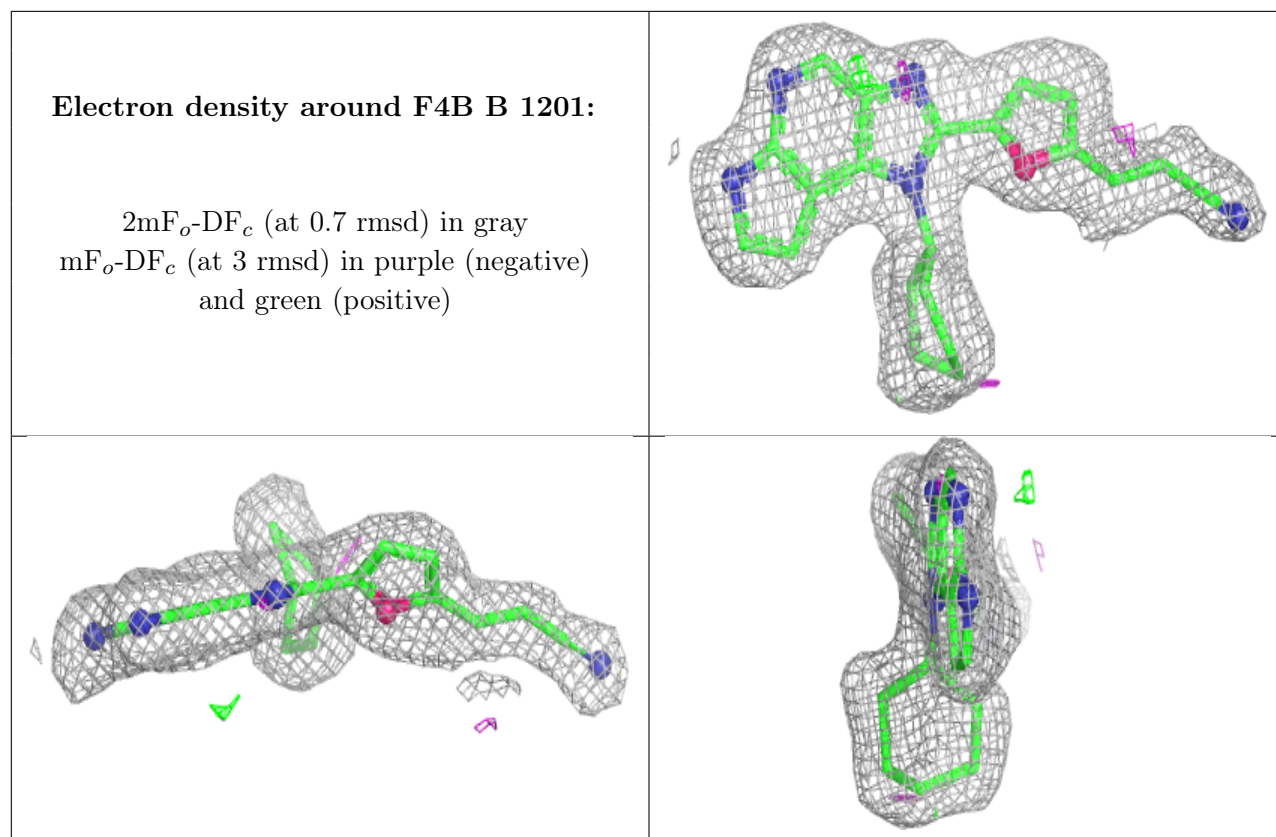 Electron density around F4B B 1201:
2mFₒ-DF𝒸 (at 0.7 rmsd) in gray
mFₒ-DF𝒸 (at 3 rmsd) in purple (negative)
and green (positive)